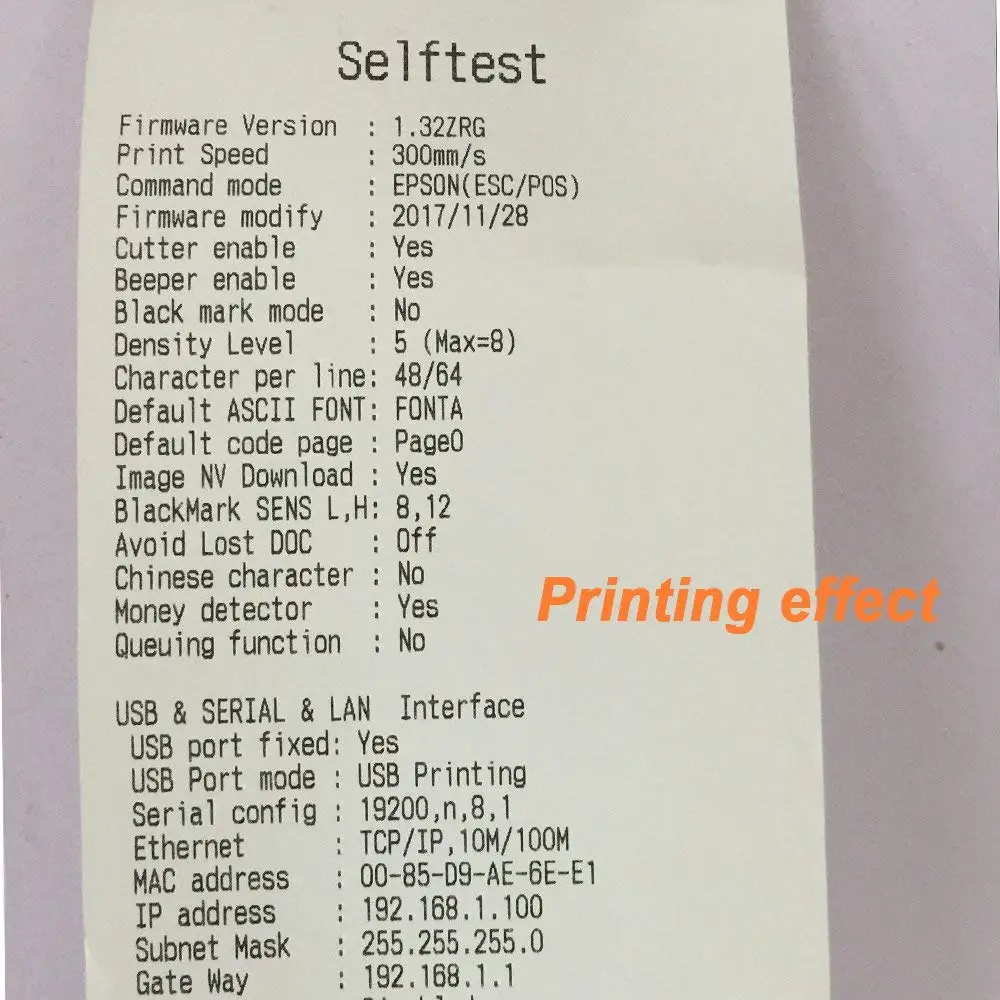 Selftest
Firmware Version : 1.32ZRG
Print Speed : 300mm/s
Command mode : EPSON(ESC/POS)
Firmware modify : 2017/11/28
Cutter enable : Yes
Beeper enable : Yes
Black mark mode : No
Density Level : 5 (Max=8)
Character per line: 48/64
Default ASCII FONT: FONTA
Default code page : Page0
Image NV Download : Yes
BlackMark SENS L,H: 8,12
Avoid Lost DOC : Off
Chinese character : No
Money detector : Yes
Queuing function : No
Printing effect
USB & SERIAL & LAN Interface
USB port fixed: Yes
USB Port mode : USB Printing
Serial config : 19200,n,8,1
Ethernet : TCP/IP,10M/100M
MAC address : 00-85-D9-AE-6E-E1
IP address : 192.168.1.100
Subnet Mask : 255.255.255.0
Gate Way : 192.168.1.1